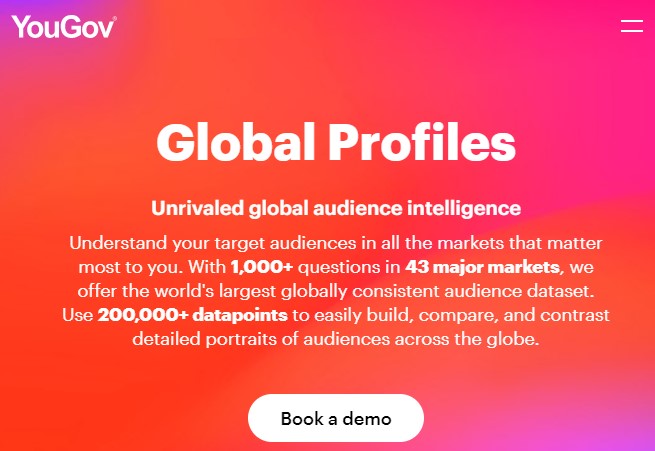 YouGov®
Global Profiles
Unrivaled global audience intelligence
Understand your target audiences in all the markets that matter
most to you. With 1,000+ questions in 43 major markets, we
offer the world's largest globally consistent audience dataset.
Use 200,000+ datapoints to easily build, compare, and contrast
detailed portraits of audiences across the globe.
Book a demo